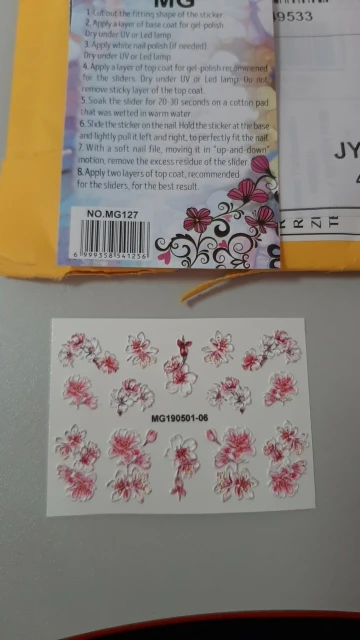 MG
1. Cut out the fitting shape of the sticker
2. Apply a layer of base coat for gel-polish
Dry under UV or Led lamp
3. Apply white nail polish (if needed)
Dry under UV or Led lamp
4. Apply a layer of top coat for gel-polish recommened
for the sliders. Dry under UV or Led lamp. Do not
remove sticky layer of the top coat.
5. Soak the slider for 20-30 seconds on a cotton pad
that was wetted in warm water
6. Slide the sticker on the nail. Hold the sticker at the base
and lightly pull it left and right, to perfectly fit the nail.
7. With a soft nail file, moving it in "up-and-down"
motion, remove the excess residue of the slider
8. Apply two layers of top coat, recommended
for the sliders, for the best result.
NO.MG127
6 999358 541236
9533
JY
MG190501-06